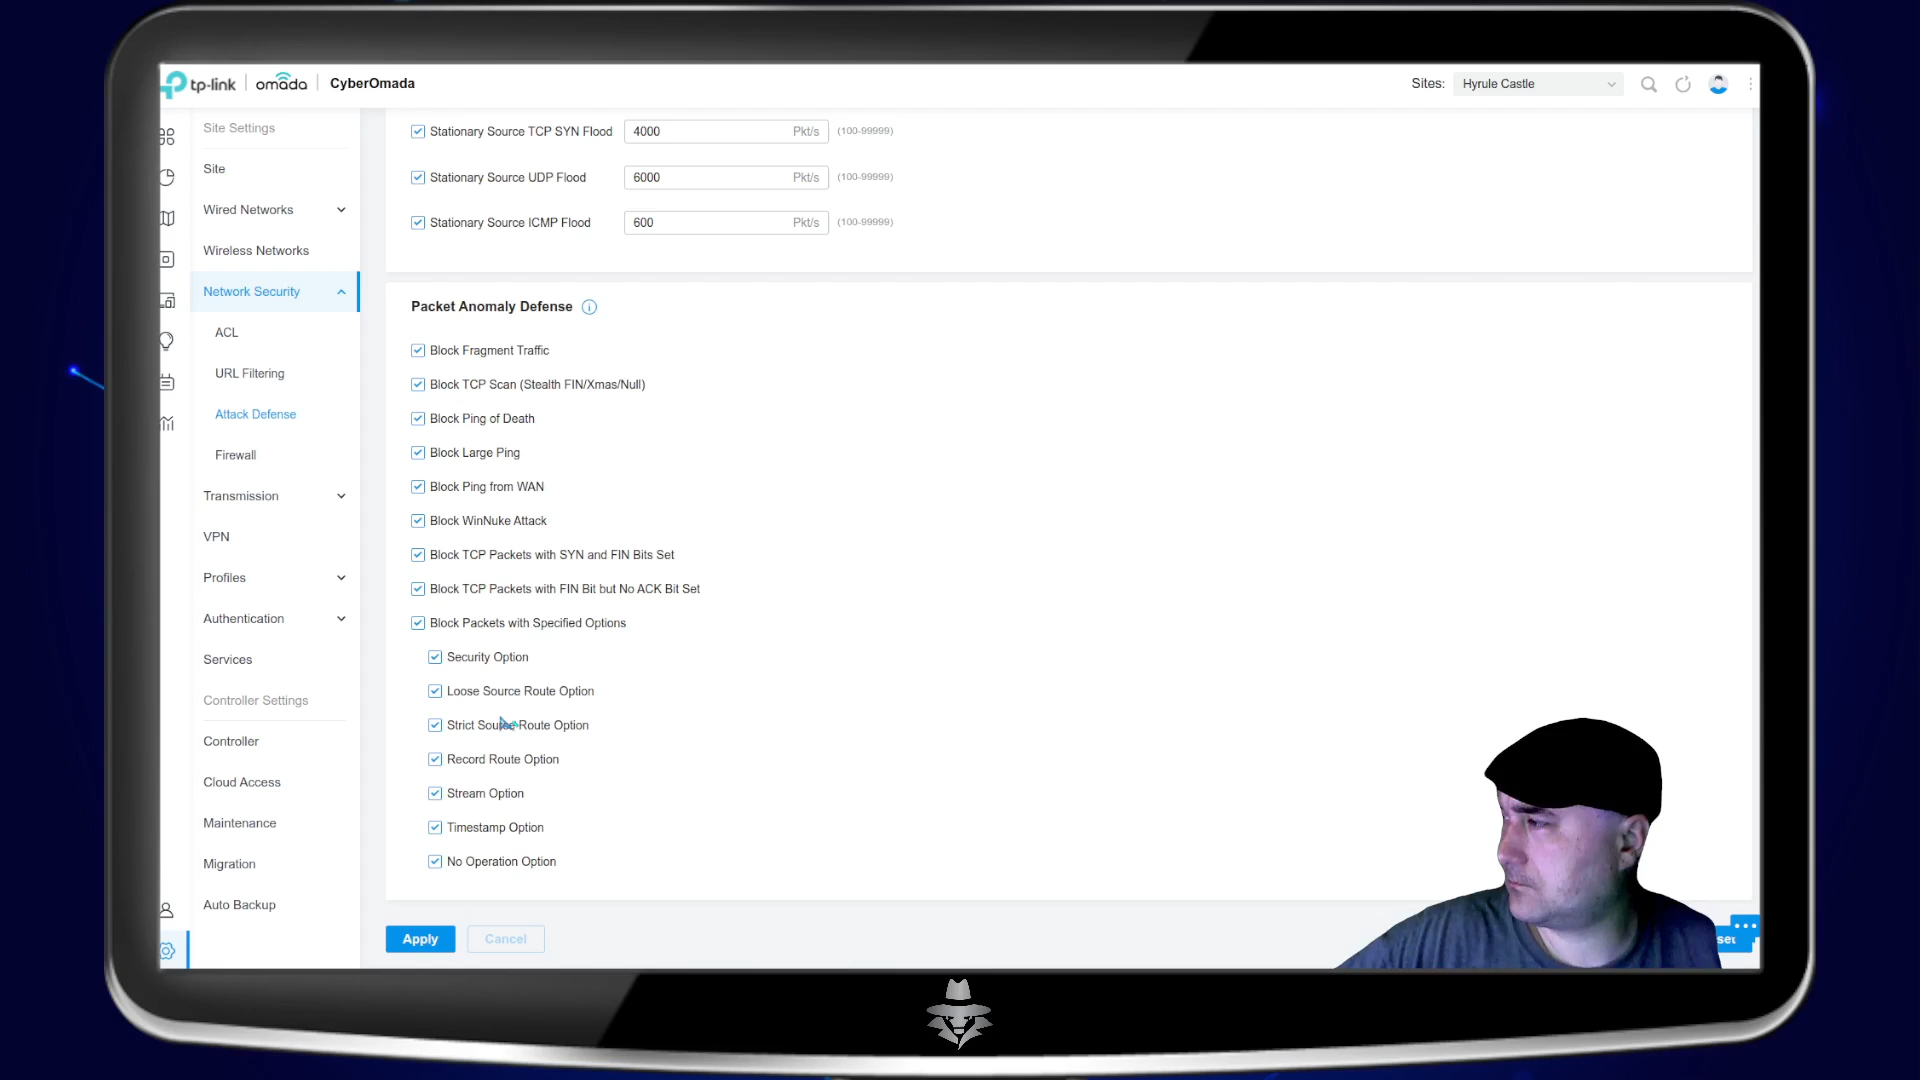 tp-link | omada | CyberOmada
Sites: Hyrule Castle
Site Settings
Site
Wired Networks
Wireless Networks
Network Security
ACL
URL Filtering
Attack Defense
Firewall
Transmission
VPN
Profiles
Authentication
Services
Controller Settings
Controller
Cloud Access
Maintenance
Migration
Auto Backup
Stationary Source TCP SYN Flood 4000 Pkt/s (100-99999)
Stationary Source UDP Flood 6000 Pkt/s (100-99999)
Stationary Source ICMP Flood 600 Pkt/s (100-99999)
Packet Anomaly Defense
Block Fragment Traffic
Block TCP Scan (Stealth FIN/Xmas/Null)
Block Ping of Death
Block Large Ping
Block Ping from WAN
Block WinNuke Attack
Block TCP Packets with SYN and FIN Bits Set
Block TCP Packets with FIN Bit but No ACK Bit Set
Block Packets with Specified Options
Security Option
Loose Source Route Option
Strict Source Route Option
Record Route Option
Stream Option
Timestamp Option
No Operation Option
Apply Cancel